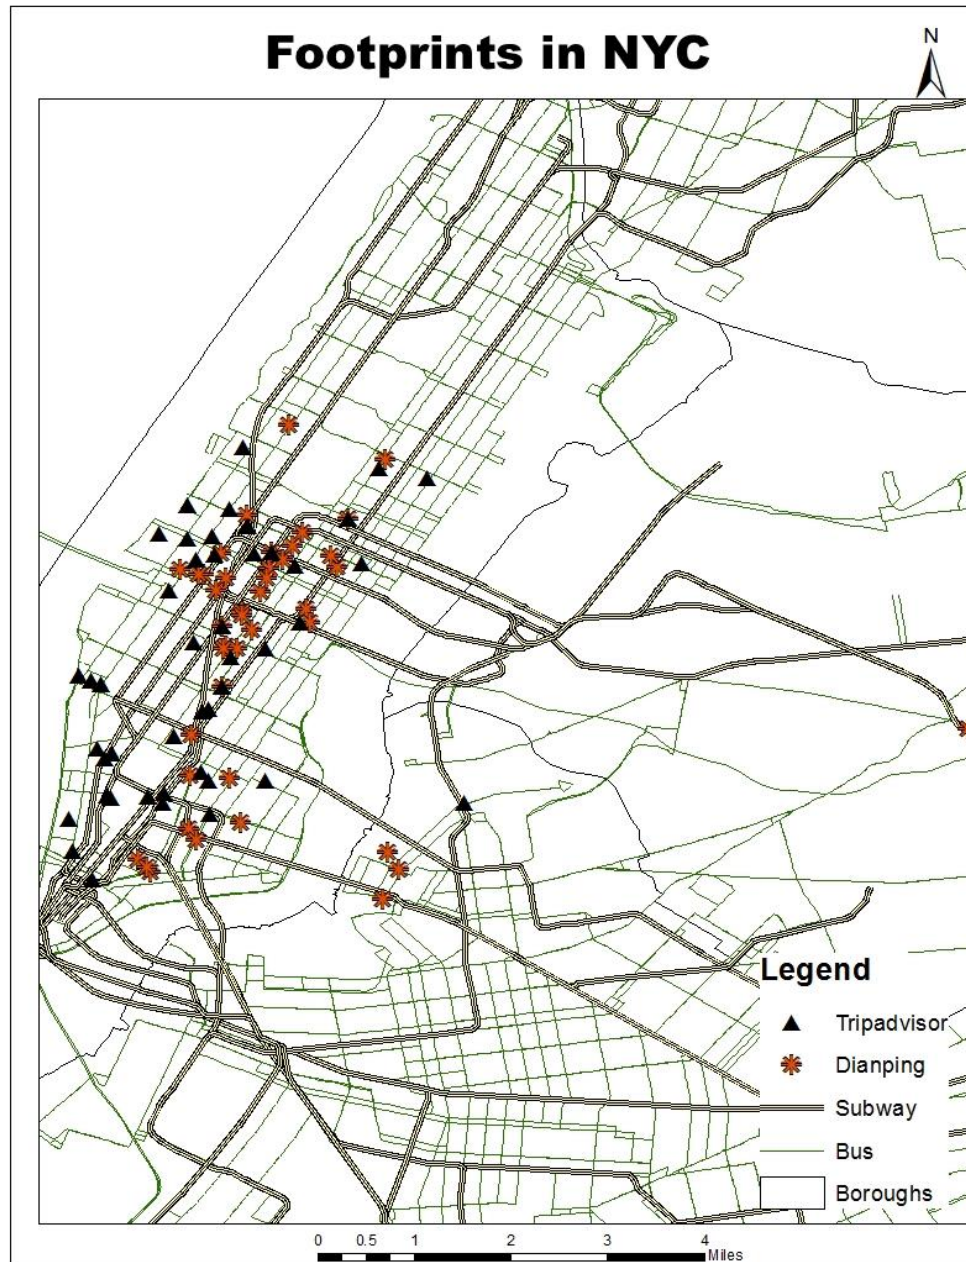 Footprints in NYC
N
Legend
Tripadvisor
Dianping
Subway
Bus
Boroughs
0 0.5 1 2 3 4
Miles